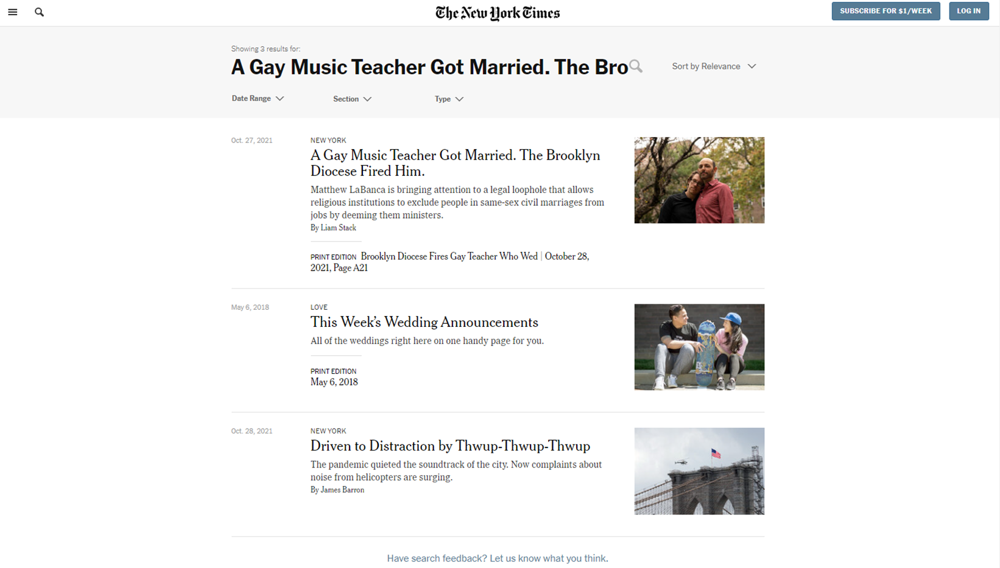 The New York Times
SUBSCRIBE FOR $1/WEEK
LOG IN
Showing 3 results for:
A Gay Music Teacher Got Married. The Bro
Sort by Relevance
Date Range
Section
Type
Oct. 27, 2021
NEW YORK
A Gay Music Teacher Got Married. The Brooklyn
Diocese Fired Him.
Matthew LaBanca is bringing attention to a legal loophole that allows
religious institutions to exclude people in same-sex civil marriages from
jobs by deeming them ministers.
By Liam Stack
PRINT EDITION Brooklyn Diocese Fires Gay Teacher Who Wed | October 28,
2021, Page A21
May 6, 2018
LOVE
This Week’s Wedding Announcements
All of the weddings right here on one handy page for you.
PRINT EDITION
May 6, 2018
Oct. 28, 2021
NEW YORK
Driven to Distraction by Thwup-Thwup-Thwup
The pandemic quieted the soundtrack of the city. Now complaints about
noise from helicopters are surging.
By James Barron
Have search feedback? Let us know what you think.